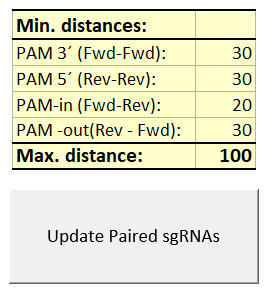 Min. distances:
PAM 3´ (Fwd-Fwd): 30
PAM 5´ (Rev-Rev): 30
PAM-in (Fwd-Rev): 20
PAM -out(Rev - Fwd): 30
Max. distance: 100
Update Paired sgRNAs